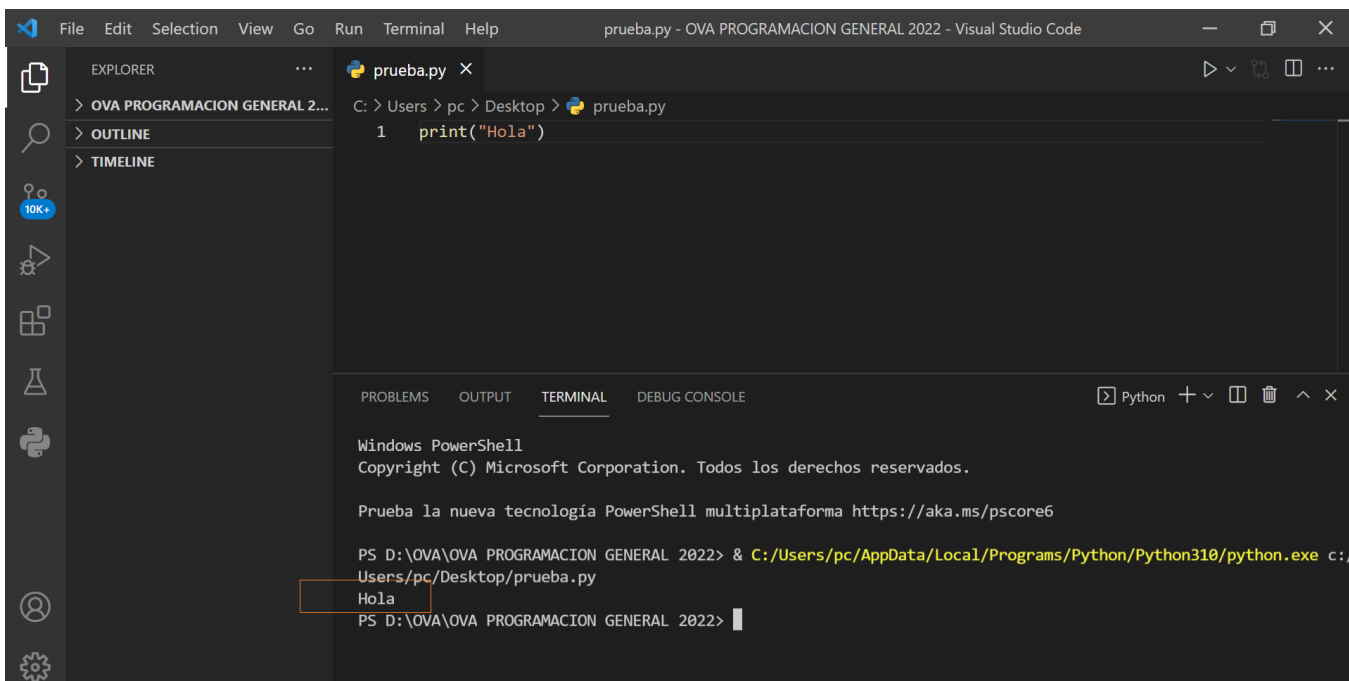 File Edit Selection View Go Run Terminal Help prueba.py - OVA PROGRAMACION GENERAL 2022 - Visual Studio Code
EXPLORER
OVA PROGRAMACION GENERAL 2...
OUTLINE
TIMELINE
10K+
prueba.py
C: > Users > pc > Desktop > prueba.py
1 print("Hola")
PROBLEMS OUTPUT TERMINAL DEBUG CONSOLE Python
Windows PowerShell
Copyright (C) Microsoft Corporation. Todos los derechos reservados.
Prueba la nueva tecnología PowerShell multiplataforma https://aka.ms/pscore6
PS D:\OVA\OVA PROGRAMACION GENERAL 2022> & C:/Users/pc/AppData/Local/Programs/Python/Python310/python.exe c:/
Users/pc/Desktop/prueba.py
Hola
PS D:\OVA\OVA PROGRAMACION GENERAL 2022>